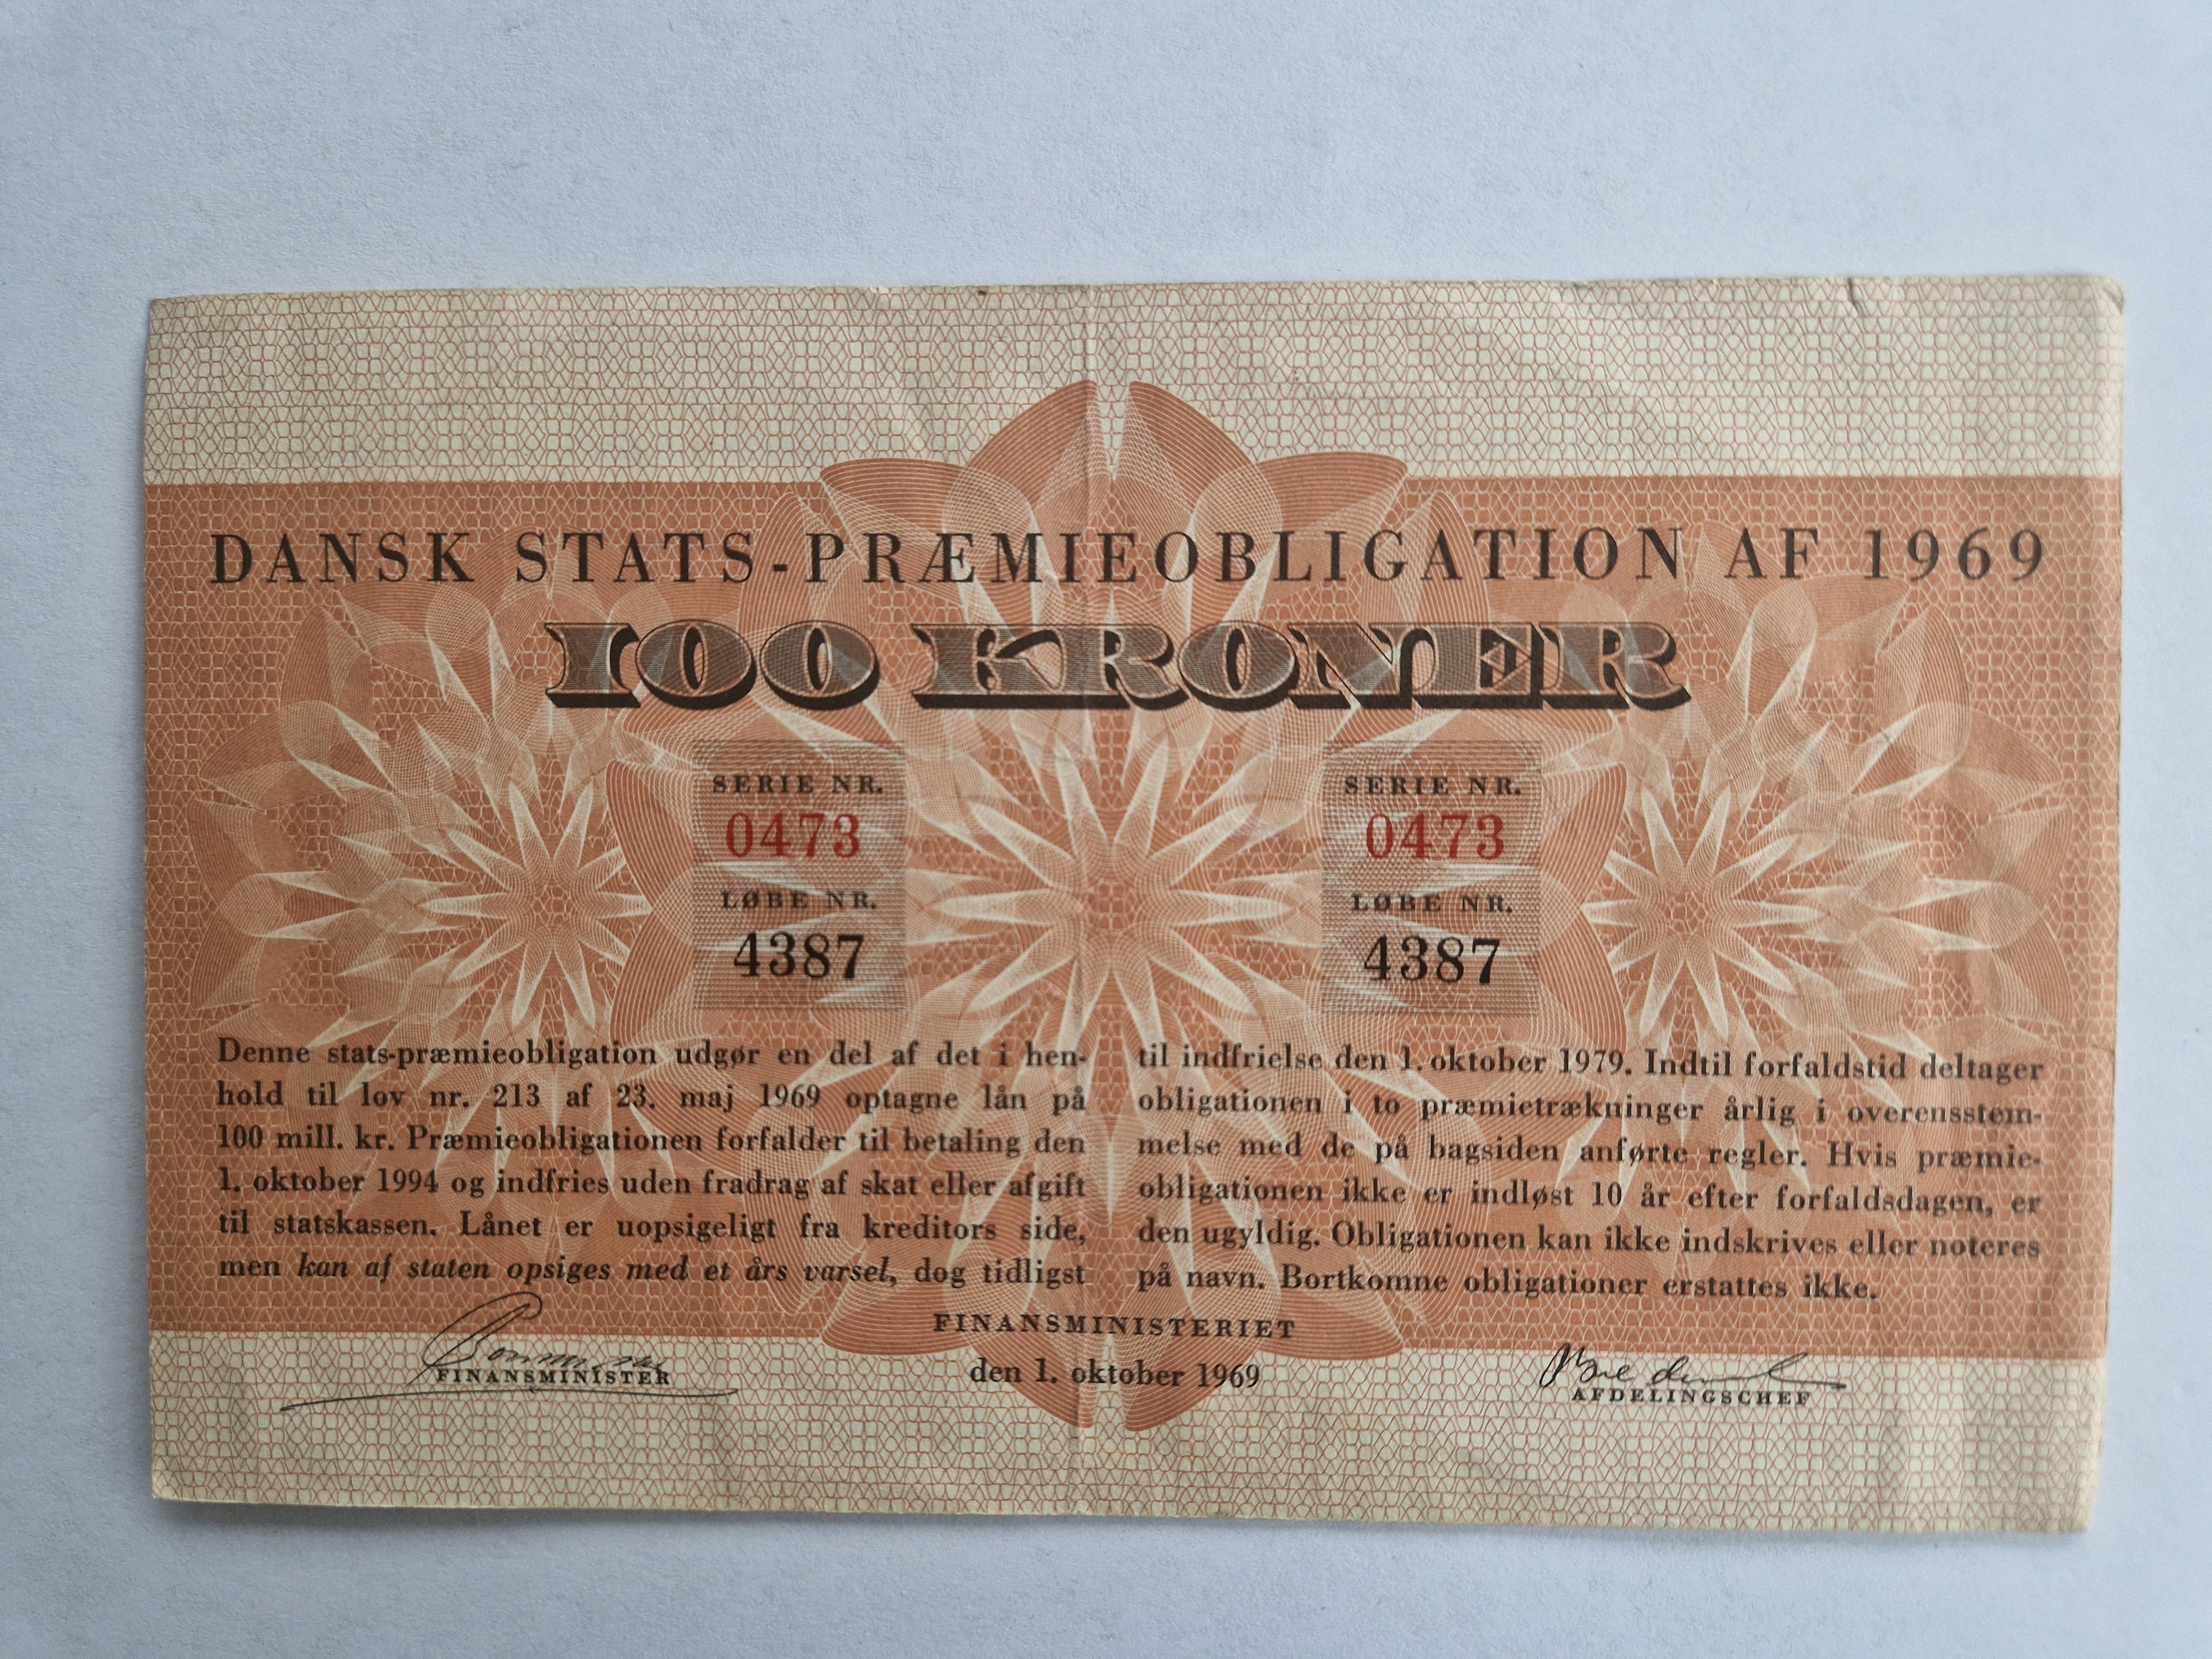 DANSK STATS-PRÆMIEOBLIGATION AF 1969
100 KRONER
SERIE NR.
0473
LØBE NR.
4387
SERIE NR.
0473
LØBE NR.
4387
Denne stats-præmieobligation udgør en del af det i hen-
hold til lov nr. 213 af 23. maj 1969 optagne lån på
100 mill. kr. Præmieobligationen forfalder til betaling den
1. oktober 1994 og indfries uden fradrag af skat eller afgift
til statskassen. Lånet er uopsigeligt fra kreditors side,
men kan af staten opsiges med et års varsel, dog tidligst
til indfrielse den 1. oktober 1979. Indtil forfaldstid deltager
obligationen i to præmietrækninger årlig i overensstem-
melse med de på bagsiden anførte regler. Hvis præmie-
obligationen ikke er indløst 10 år efter forfaldsdagen, er
den ugyldig. Obligationen kan ikke indskrives eller noteres
på navn. Bortkomne obligationer erstattes ikke.
FINANSMINISTERIET
den 1. oktober 1969
FINANSMINISTER
AFDELINGSCHEF